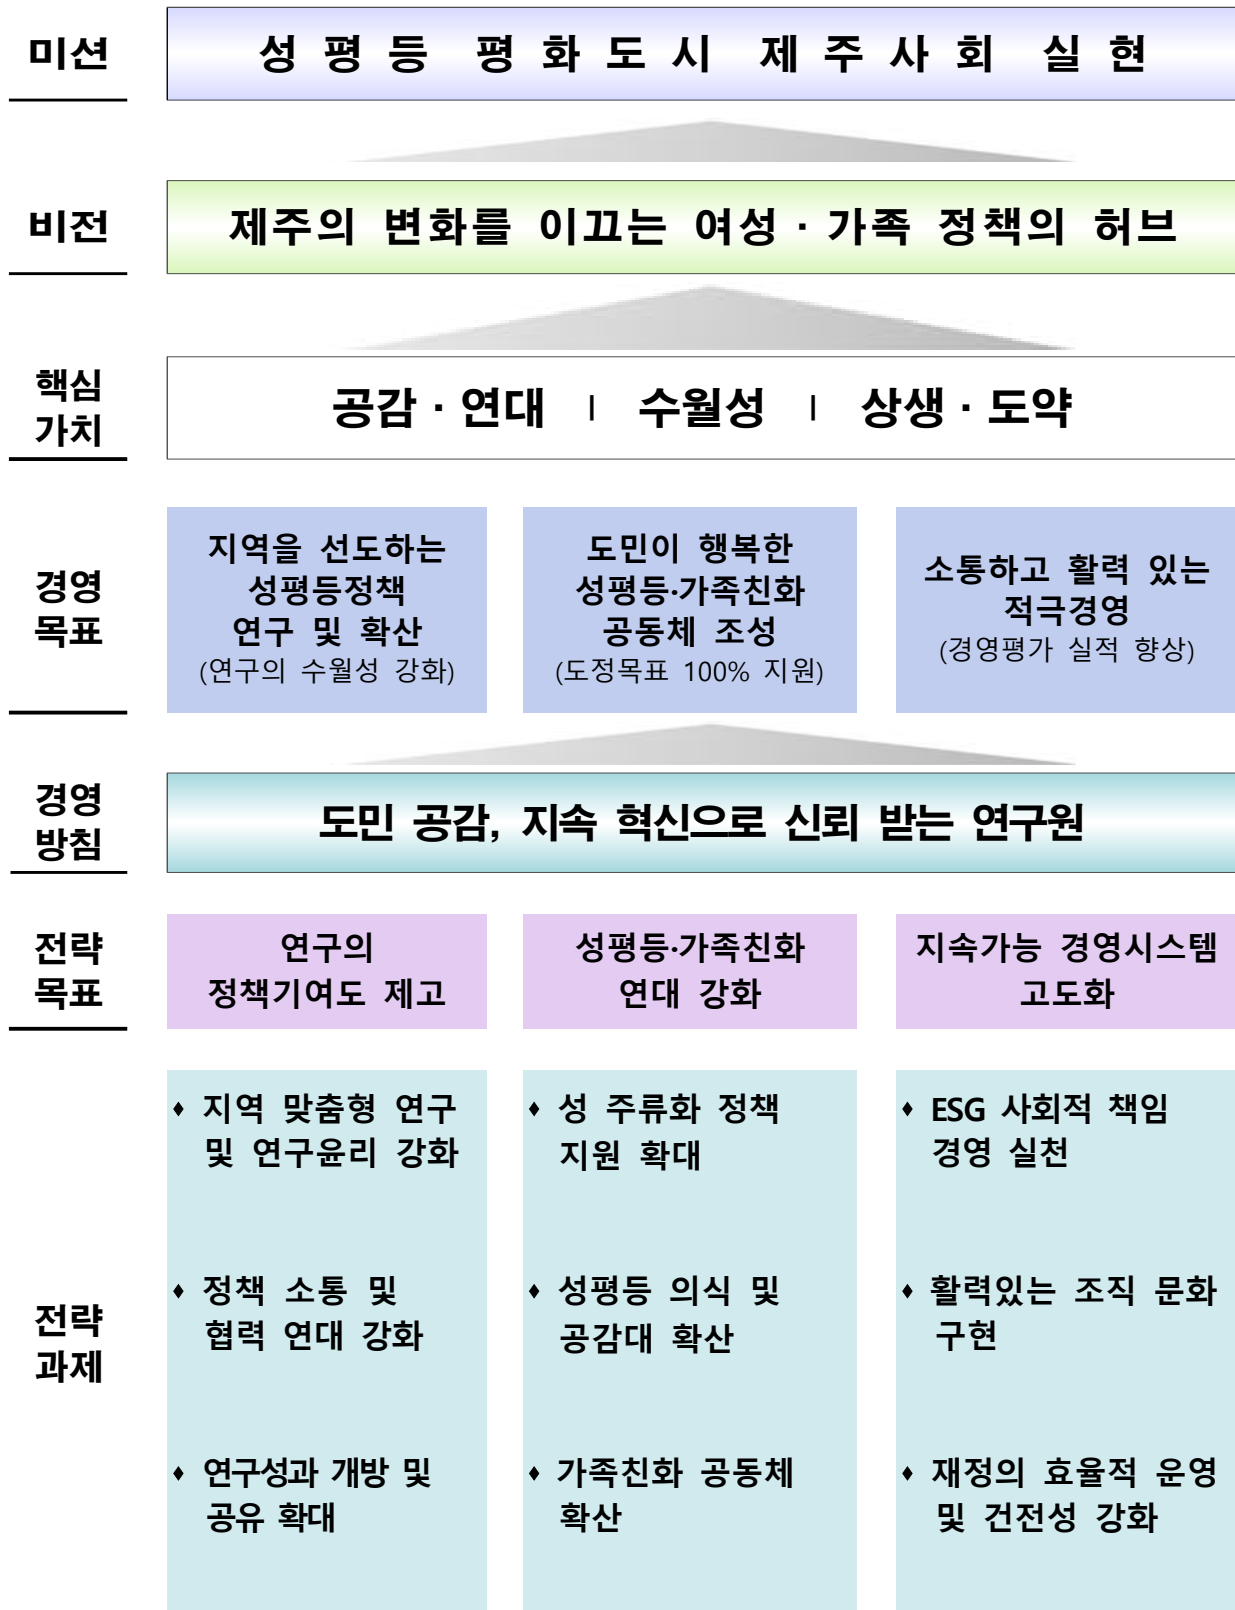 미션
성 평 등 평 화 도 시 제 주 사 회 실 현
비전
제주의 변화를 이끄는 여성 · 가족 정책의 허브
핵심
가치
공감 · 연대 ㅣ 수월성 ㅣ 상생 · 도약
경영
목표
지역을 선도하는
성평등정책
연구 및 확산
(연구의 수월성 강화)
도민이 행복한
성평등·가족친화
공동체 조성
(도정목표 100% 지원)
소통하고 활력 있는
적극경영
(경영평가 실적 향상)
경영
방침
도민 공감, 지속 혁신으로 신뢰 받는 연구원
전략
목표
연구의
정책기여도 제고
성평등·가족친화
연대 강화
지속가능 경영시스템
고도화
전략
과제
♦ 지역 맞춤형 연구
및 연구윤리 강화
♦ 정책 소통 및
협력 연대 강화
♦ 연구성과 개방 및
공유 확대
♦ 성 주류화 정책
지원 확대
♦ 성평등 의식 및
공감대 확산
♦ 가족친화 공동체
확산
♦ ESG 사회적 책임
경영 실천
♦ 활력있는 조직 문화
구현
♦ 재정의 효율적 운영
및 건전성 강화